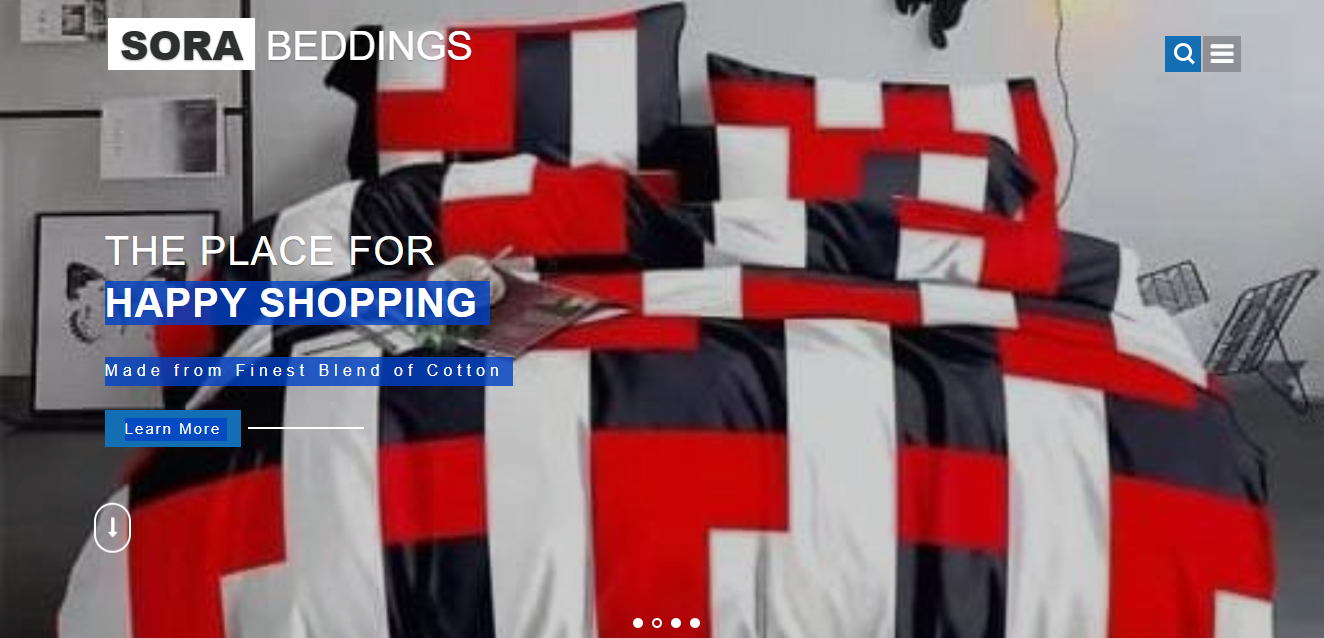 SORA BEDDINGS
THE PLACE FOR
HAPPY SHOPPING
Made from Finest Blend of Cotton
Learn More